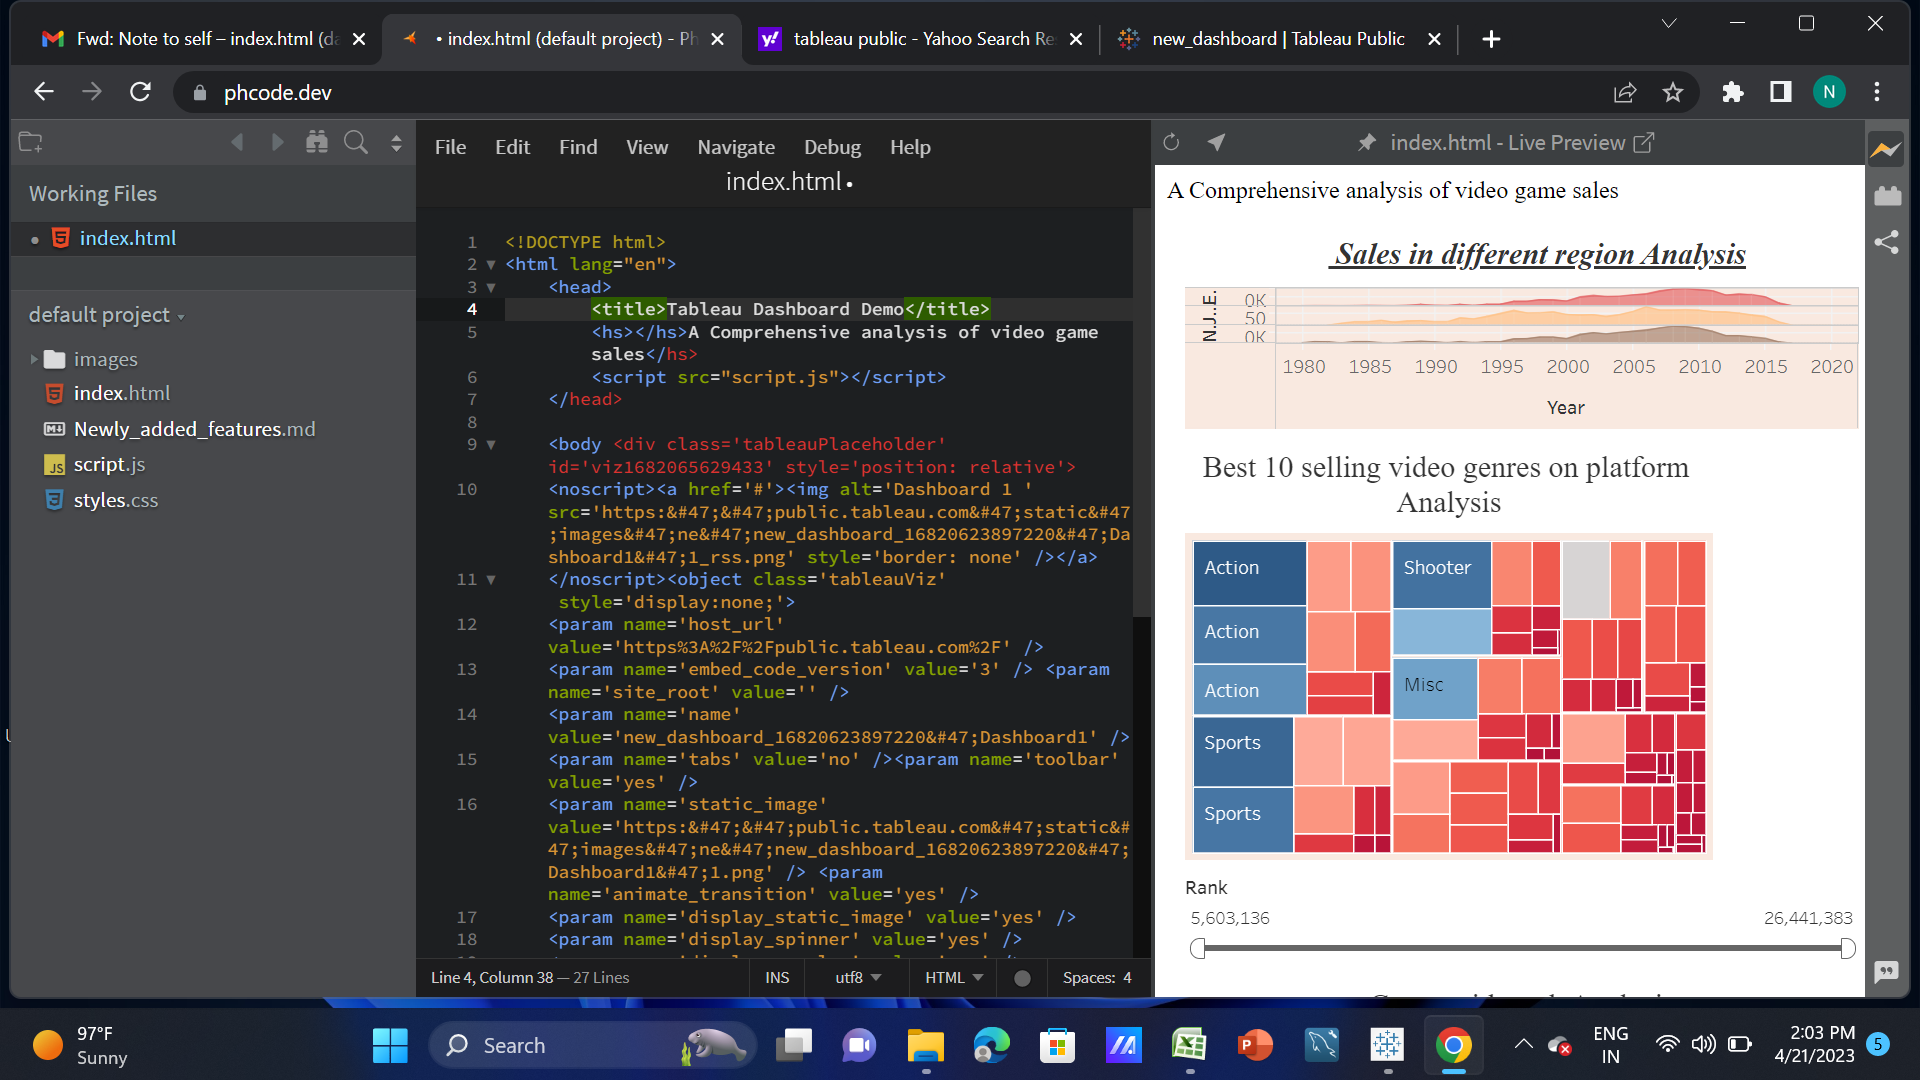 Fwd: Note to self – index.html (da
• index.html (default project) - Ph
tableau public - Yahoo Search Re
new_dashboard | Tableau Public
phcode.dev
N
File Edit Find View Navigate Debug Help
index.html •
index.html - Live Preview
Working Files
index.html
default project
images
index.html
Newly_added_features.md
script.js
styles.css
1 <!DOCTYPE html>
2 <html lang="en">
3 <head>
4 <title>Tableau Dashboard Demo</title>
5 <hs></hs>A Comprehensive analysis of video game
sales</hs>
6 <script src="script.js"></script>
7 </head>
8
9 <body <div class='tableauPlaceholder'
id='viz1682065629433' style='position: relative'>
10 <noscript><a href='#'><img alt='Dashboard 1 '
src='https:&#47;&#47;public.tableau.com&#47;static&#47
;images&#47;ne&#47;new_dashboard_16820623897220&#47;Da
shboard1&#47;1_rss.png' style='border: none' /></a>
11 </noscript><object class='tableauViz'
style='display:none;'>
12 <param name='host_url'
value='https%3A%2F%2Fpublic.tableau.com%2F' />
13 <param name='embed_code_version' value='3' /> <param
name='site_root' value='' />
14 <param name='name'
value='new_dashboard_16820623897220&#47;Dashboard1' />
15 <param name='tabs' value='no' /><param name='toolbar'
value='yes' />
16 <param name='static_image'
value='https:&#47;&#47;public.tableau.com&#47;static&#
47;images&#47;ne&#47;new_dashboard_16820623897220&#47;
Dashboard1&#47;1.png' /> <param
name='animate_transition' value='yes' />
17 <param name='display_static_image' value='yes' />
18 <param name='display_spinner' value='yes' />
Line 4, Column 38 — 27 Lines
INS
utf8
HTML
Spaces: 4
A Comprehensive analysis of video game sales
Sales in different region Analysis
N.J..E.
0K
50
0K
1980 1985 1990 1995 2000 2005 2010 2015 2020
Year
Best 10 selling video genres on platform
Analysis
Action
Shooter
Action
Action
Misc
Sports
Sports
Rank
5,603,136
26,441,383
97°F
Sunny
Search
ENG
IN
2:03 PM
4/21/2023
5